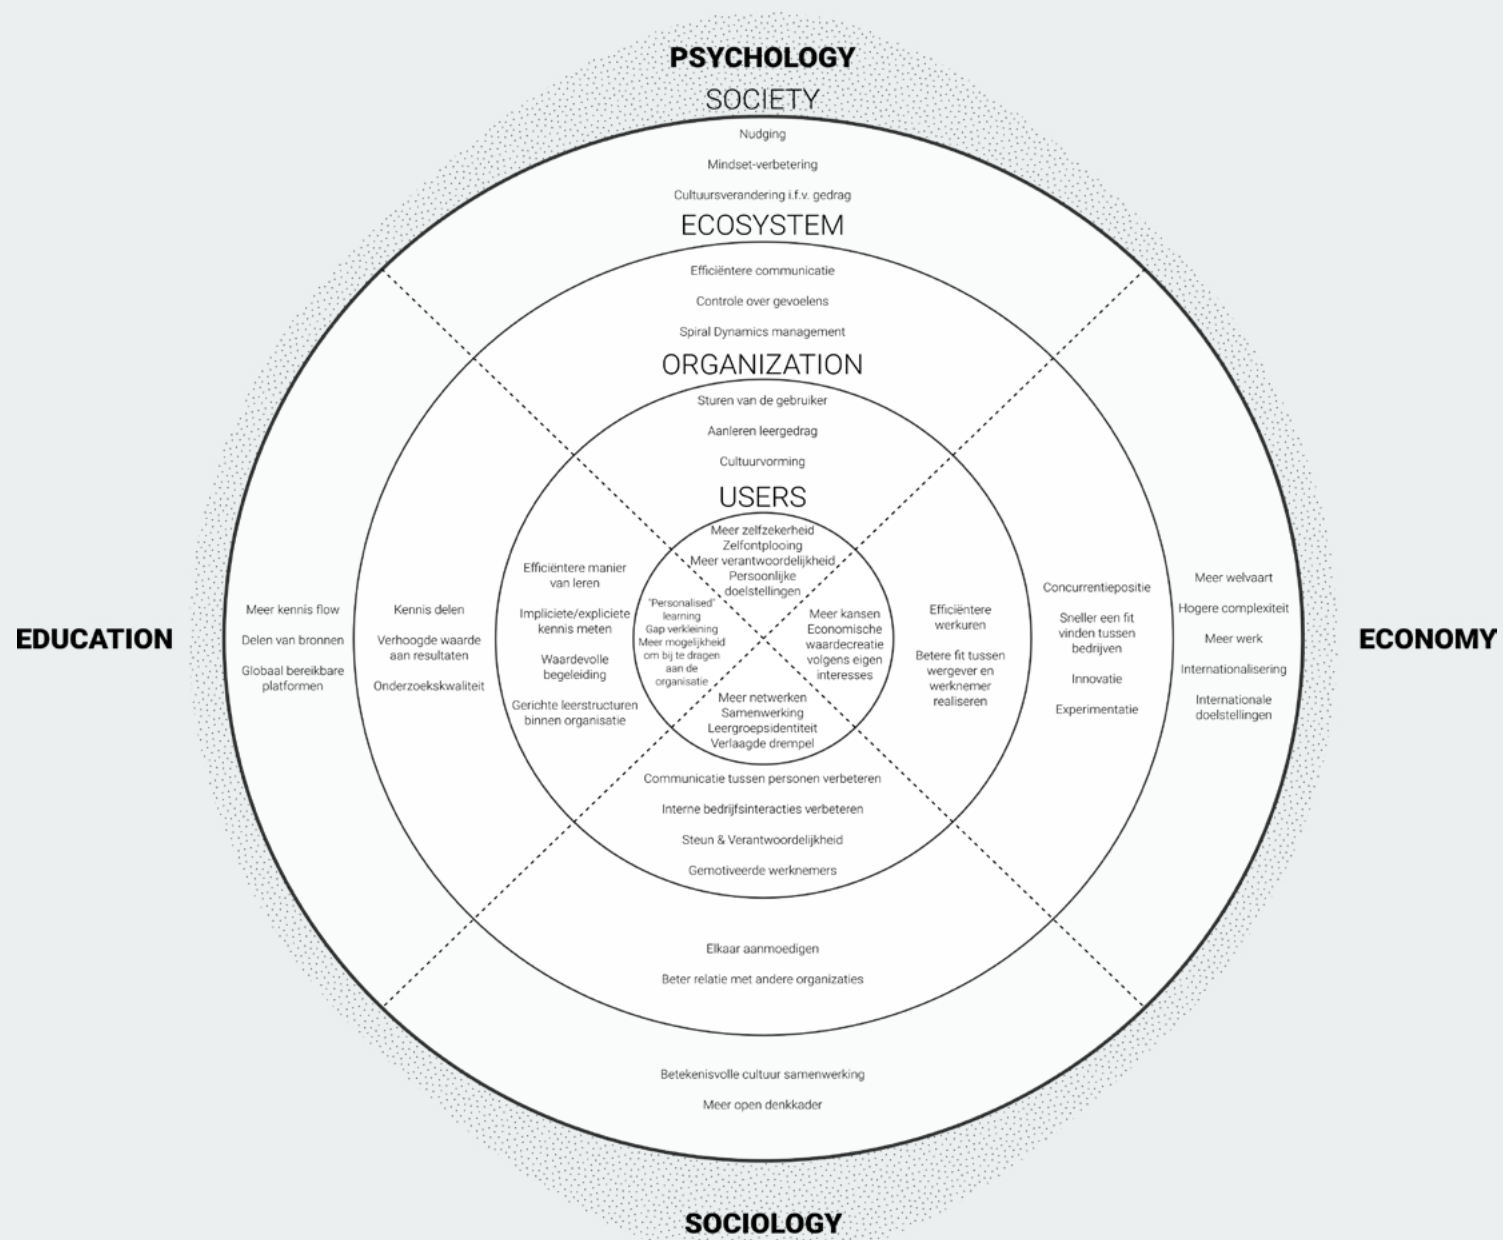 PSYCHOLOGY
SOCIETY
Nudging
Mindset-verbetering
Cultuursverandering i.f.v. gedrag
ECOSYSTEM
Efficiëntere communicatie
Controle over gevoelens
Spiral Dynamics management
ORGANIZATION
Sturen van de gebruiker
Aanleren leergedrag
Cultuurvorming
USERS
Meer zelfzekerheid
Zelfontplooing
Meer verantwoordelijkheid
Persoonlijke
doelstellingen
EDUCATION
Meer kennis flow
Delen van bronnen
Globaal bereikbare
platformen
Kennis delen
Verhoogde waarde
aan resultaten
Onderzoekskwaliteit
Efficiëntere manier
van leren
Impliciete/expliciete
kennis meten
Waardevolle
begeleiding
Gerichte leerstructuren
binnen organisatie
"Personalised"
learning
Gap verkleining
Meer mogelijkheid
om bij te dragen
aan de
organisatie
Meer kansen
Economische
waardecreatie
volgens eigen
interesses
Efficiëntere
werkuren
Betere fit tussen
wergever en
werknemer
realiseren
Concurrentiepositie
Sneller een fit
vinden tussen
bedrijven
Innovatie
Experimentatie
Meer welvaart
Hogere complexiteit
Meer werk
Internationalisering
Internationale
doelstellingen
ECONOMY
Meer netwerken
Samenwerking
Leergroepsidentiteit
Verlaagde drempel
Communicatie tussen personen verbeteren
Interne bedrijfsinteracties verbeteren
Steun & Verantwoordelijkheid
Gemotiveerde werknemers
Elkaar aanmoedigen
Beter relatie met andere organizaties
Betekenisvolle cultuur samenwerking
Meer open denkkader
SOCIOLOGY